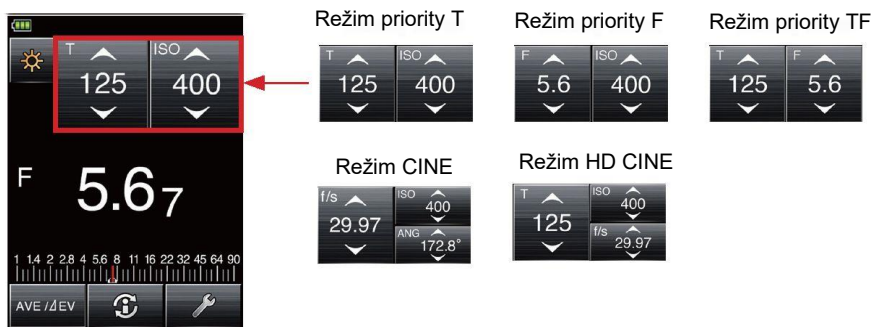 Režim priority T
Režim priority F
Režim priority TF
T 125 ISO 400
T 125 ISO 400
F 5.6 ISO 400
T 125 F 5.6
F 5.6 7
Režim CINE
Režim HD CINE
f/s 29.97 ISO 400 ANG 172.8°
T 125 ISO 400 f/s 29.97
1 1.4 2 2.8 4 5.6 8 11 16 22 32 45 64 90
AVE /⊿EV